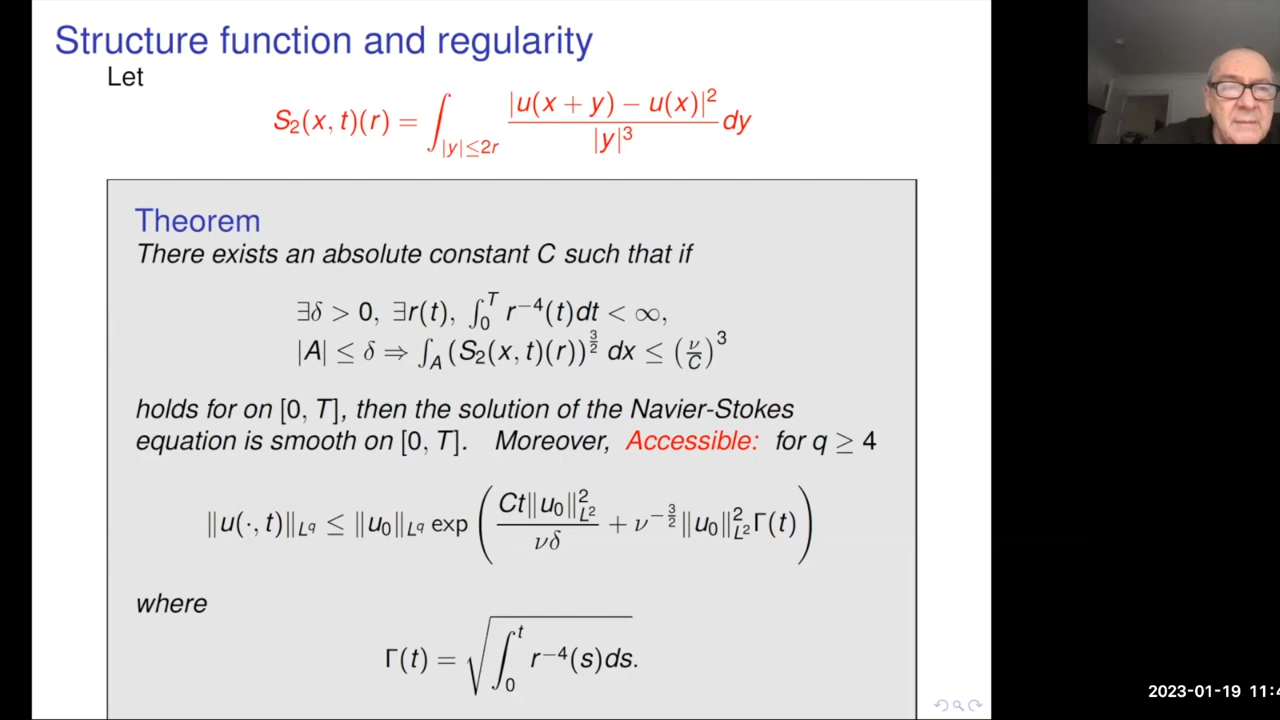 Structure function and regularity
Let
S₂(x, t)(r) = ∫_{|y|≤2r} |u(x + y) − u(x)|² / |y|³ dy
Theorem
There exists an absolute constant C such that if
∃δ > 0, ∃r(t), ∫₀ᵀ r⁻⁴(t)dt < ∞,
|A| ≤ δ ⇒ ∫_A (S₂(x, t)(r))^{3/2} dx ≤ (ν/C)³
holds for on [0, T], then the solution of the Navier-Stokes
equation is smooth on [0, T]. Moreover, Accessible: for q ≥ 4
‖u(·, t)‖_{L^q} ≤ ‖u₀‖_{L^q} exp (Ct‖u₀‖²_{L²} / νδ + ν^{−3/2}‖u₀‖²_{L²}Γ(t))
where
Γ(t) = √(∫₀ᵗ r⁻⁴(s)ds).
2023-01-19 11:4